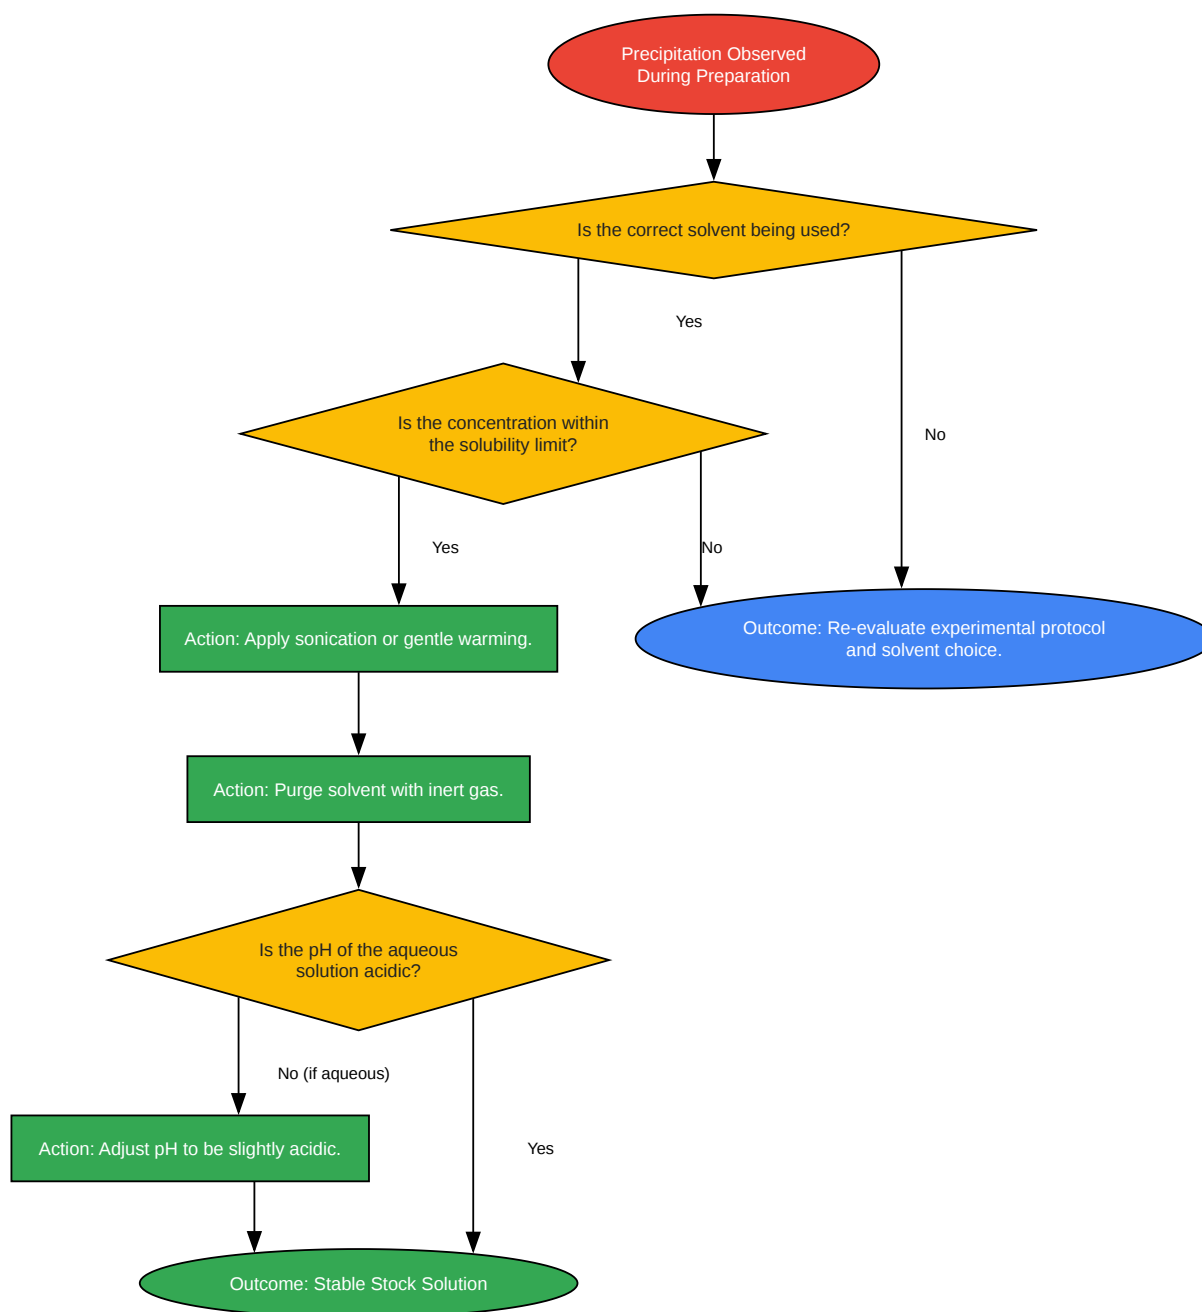 Precipitation Observed
During Preparation
Is the correct solvent being used?
Yes
No
Is the concentration within
the solubility limit?
Yes
No
Action: Apply sonication or gentle warming.
Outcome: Re-evaluate experimental protocol
and solvent choice.
Action: Purge solvent with inert gas.
Is the pH of the aqueous
solution acidic?
No (if aqueous)
Action: Adjust pH to be slightly acidic.
Yes
Outcome: Stable Stock Solution